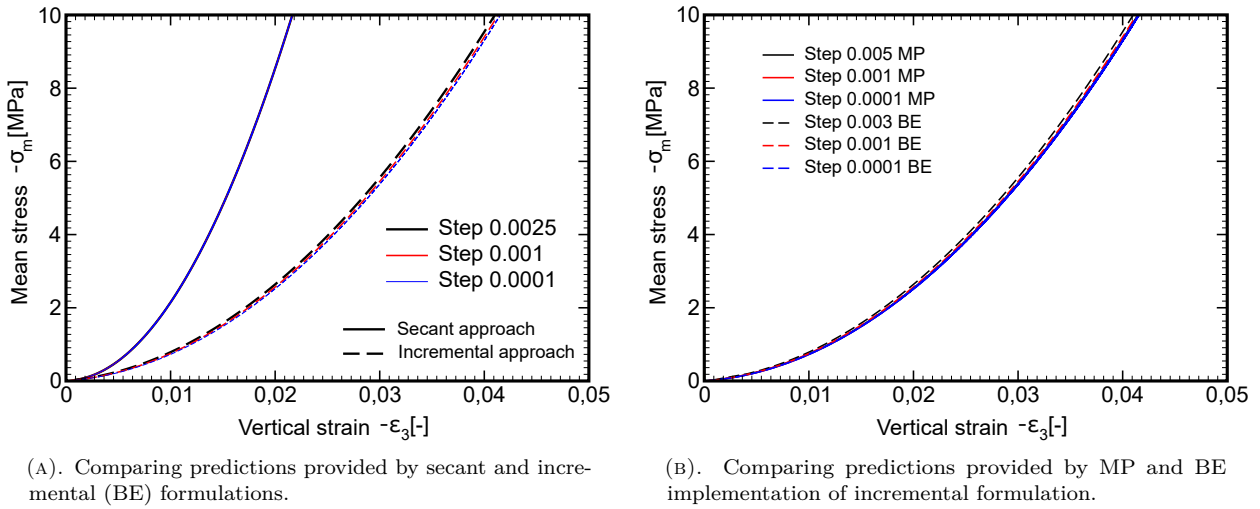 10
8
6
4
2
0
Mean stress -σm[MPa]
Step 0.0025
Step 0.001
Step 0.0001
Secant approach
Incremental approach
0 0,01 0,02 0,03 0,04 0,05
Vertical strain -ε3[-]
(A). Comparing predictions provided by secant and incre-
mental (BE) formulations.
10
8
6
4
2
0
Mean stress -σm[MPa]
Step 0.005 MP
Step 0.001 MP
Step 0.0001 MP
Step 0.003 BE
Step 0.001 BE
Step 0.0001 BE
0 0,01 0,02 0,03 0,04 0,05
Vertical strain -ε3[-]
(B). Comparing predictions provided by MP and BE
implementation of incremental formulation.